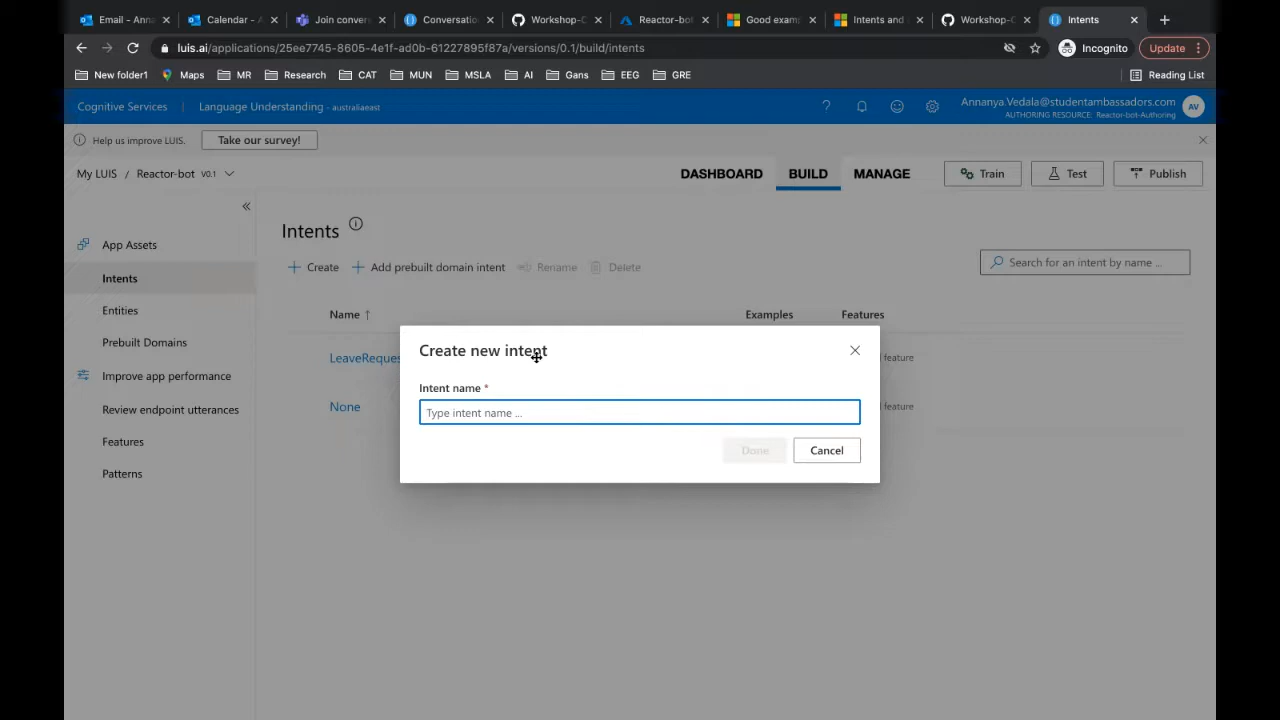 Email - Anna
Calendar - A
Join conver
Conversatio
Workshop-C
Reactor-bot
Good exam
Intents and
Workshop-C
Intents
luis.ai/applications/25ee7745-8605-4e1f-ad0b-61227895f87a/versions/0.1/build/intents
Incognito
Update
New folder1
Maps
MR
Research
CAT
MUN
MSLA
AI
Gans
EEG
GRE
Reading List
Cognitive Services
Language Understanding - australiaeast
?
Annanya.Vedala@studentambassadors.com
AUTHORING RESOURCE: Reactor-bot-Authoring
AV
Help us improve LUIS.
Take our survey!
My LUIS / Reactor-bot V0.1
DASHBOARD
BUILD
MANAGE
Train
Test
Publish
App Assets
Intents
Entities
Prebuilt Domains
Improve app performance
Review endpoint utterances
Features
Patterns
Intents
Create
Add prebuilt domain intent
Rename
Delete
Search for an intent by name ...
Name ↑
Examples
Features
LeaveReques
feature
None
feature
Create new intent
Intent name *
Type intent name ...
Done
Cancel